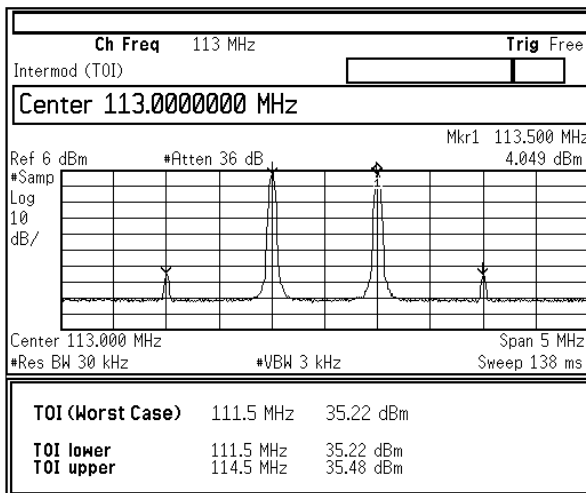 Ch Freq 113 MHz Trig Free
Intermod (TOI)
Center 113.0000000 MHz
Mkr1 113.500 MHz
Ref 6 dBm #Atten 36 dB 4.049 dBm
#Samp
Log
10
dB/
1
Center 113.000 MHz Span 5 MHz
#Res BW 30 kHz #VBW 3 kHz Sweep 138 ms
TOI (Worst Case) 111.5 MHz 35.22 dBm
TOI lower 111.5 MHz 35.22 dBm
TOI upper 114.5 MHz 35.48 dBm